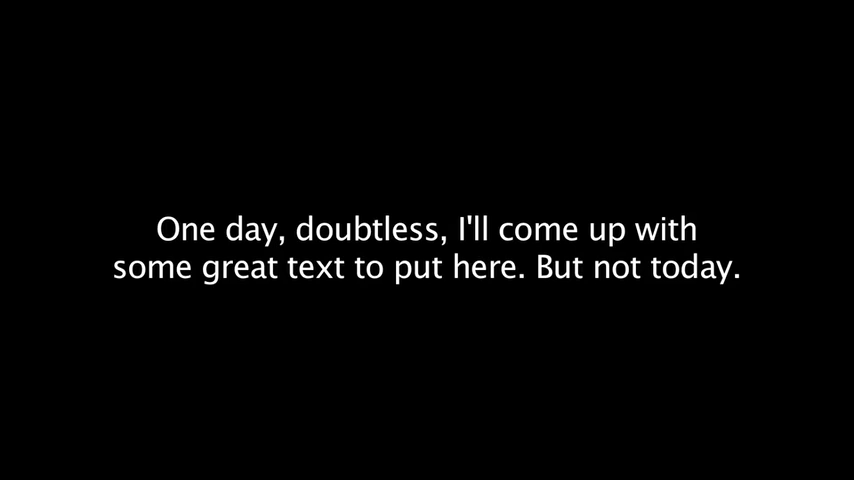 One day, doubtless, I'll come up with
some great text to put here. But not today.